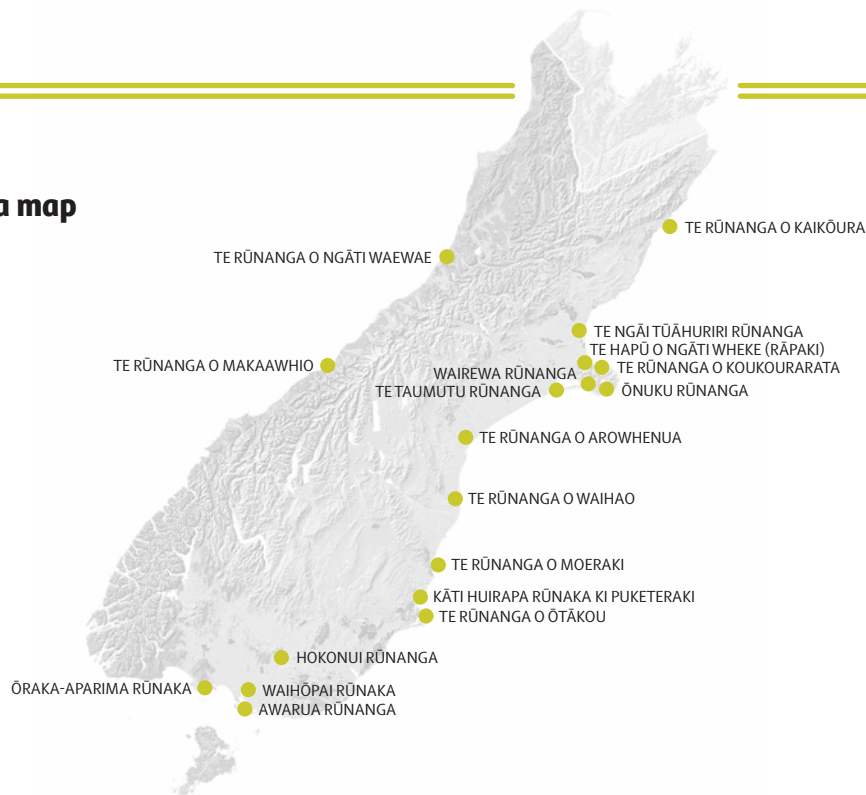 a map
TE RŪNANGA O KAIKŌURA
TE RŪNANGA O NGĀTI WAEWAE
TE NGĀI TŪĀHURIRI RŪNANGA
TE HAPŪ O NGĀTI WHEKE (RĀPAKI)
TE RŪNANGA O MAKAAWHIO
TE RŪNANGA O KOUKOURARATA
WAIREWA RŪNANGA
TE TAUMUTU RŪNANGA
ŌNUKU RŪNANGA
TE RŪNANGA O AROWHENUA
TE RŪNANGA O WAIHAO
TE RŪNANGA O MOERAKI
KĀTI HUIRAPA RŪNAKA KI PUKETERAKI
TE RŪNANGA O ŌTĀKOU
HOKONUI RŪNANGA
ŌRAKA-APARIMA RŪNAKA
WAIHŌPAI RŪNAKA
AWARUA RŪNANGA